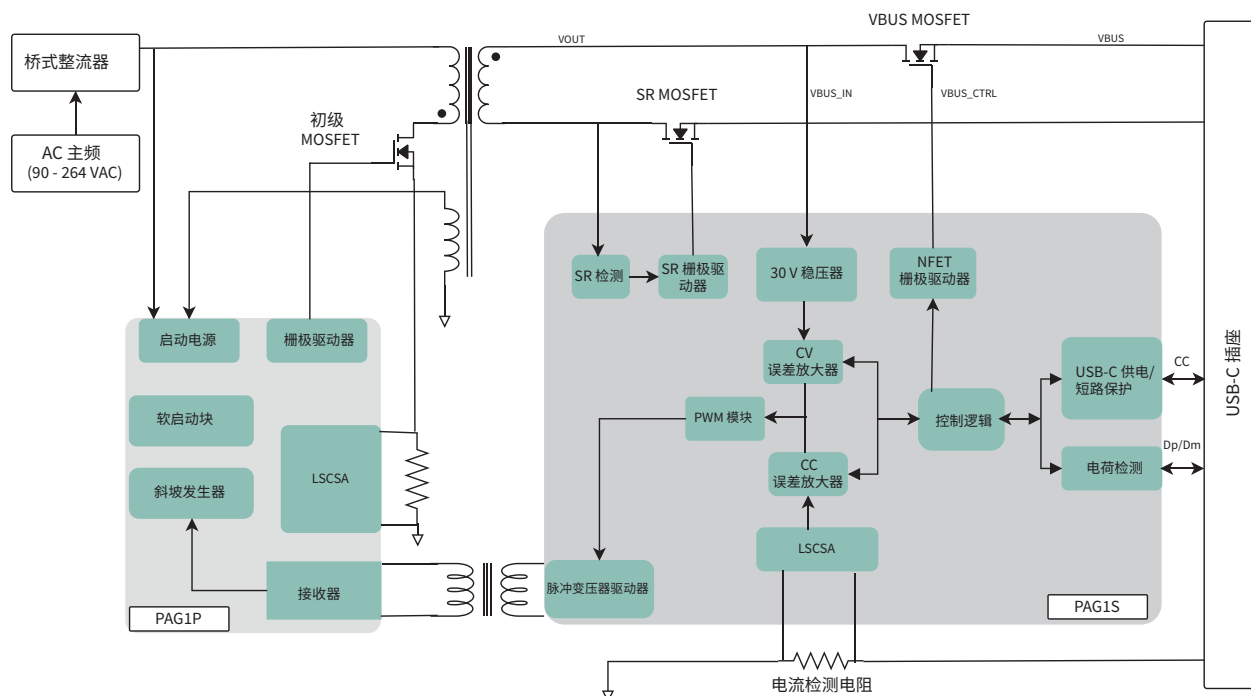 VBUS MOSFET
桥式整流器
VOUT
VBUS
AC 主频
(90 - 264 VAC)
初级
MOSFET
SR MOSFET
VBUS_IN
VBUS_CTRL
SR 检测
SR 栅极驱
动器
30 V 稳压器
NFET
栅极驱动器
启动电源
栅极驱动器
CV
误差放大器
USB-C 供电/
短路保护
CC
USB-C 插座
软启动块
PWM 模块
控制逻辑
Dp/Dm
LSCSA
斜坡发生器
CC
误差放大器
电荷检测
LSCSA
接收器
脉冲变压器驱动器
PAG1P
PAG1S
电流检测电阻